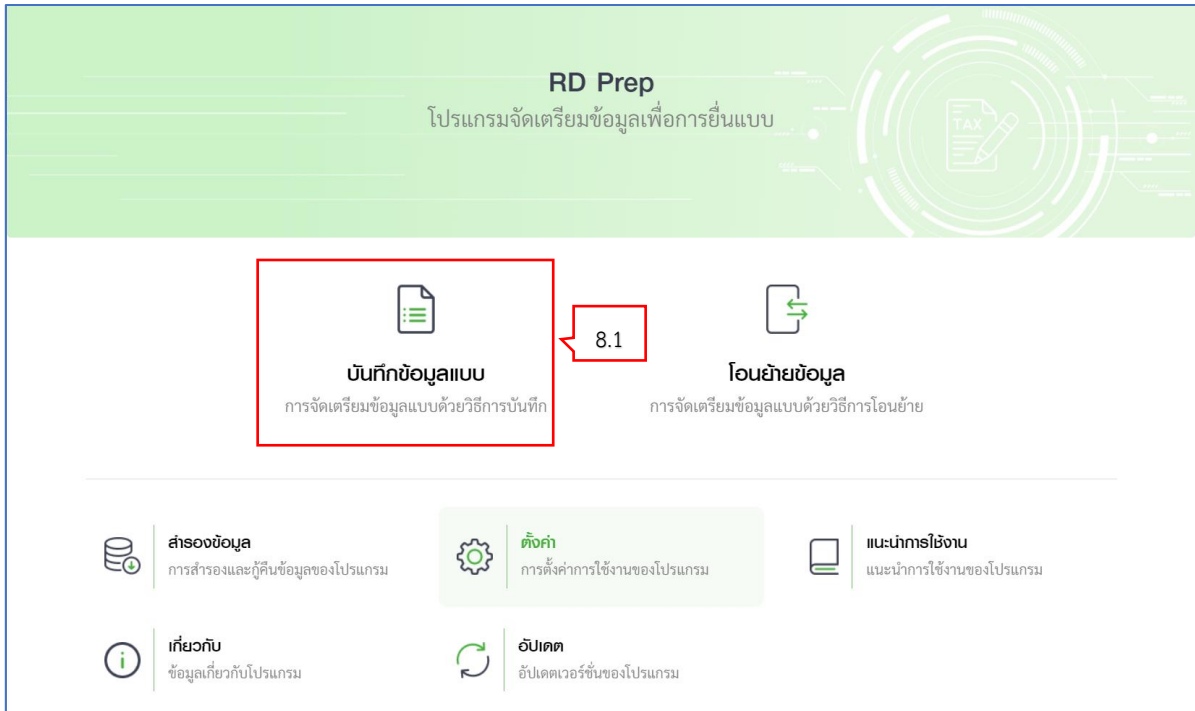 RD Prep
โปรแกรมจัดเตรียมข้อมูลเพื่อการยื่นแบบ
TAX
8.1
บันทึกข้อมูลแบบ
การจัดเตรียมข้อมูลแบบด้วยวิธีการบันทึก
โอนย้ายข้อมูล
การจัดเตรียมข้อมูลแบบด้วยวิธีการโอนย้าย
สำรองข้อมูล
การสำรองและกู้คืนข้อมูลของโปรแกรม
ตั้งค่า
การตั้งค่าการใช้งานของโปรแกรม
แนะนำการใช้งาน
แนะนำการใช้งานของโปรแกรม
เกี่ยวกับ
ข้อมูลเกี่ยวกับโปรแกรม
อัปเดต
อัปเดตเวอร์ชั่นของโปรแกรม